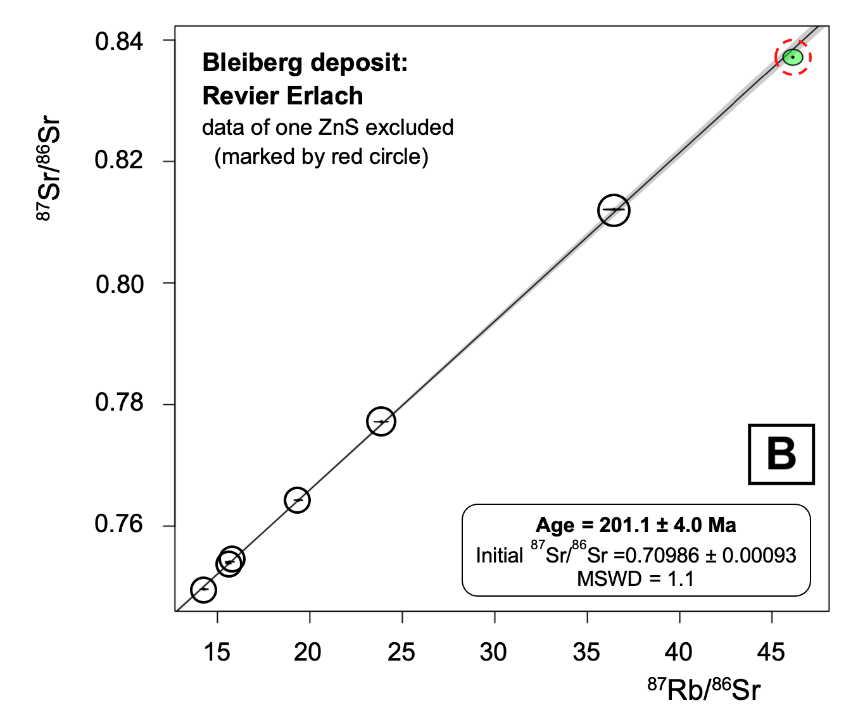 0.84
0.82
0.80
0.78
0.76
⁸⁷Sr/⁸⁶Sr
Bleiberg deposit:
Revier Erlach
data of one ZnS excluded
(marked by red circle)
B
Age = 201.1 ± 4.0 Ma
Initial ⁸⁷Sr/⁸⁶Sr =0.70986 ± 0.00093
MSWD = 1.1
15 20 25 30 35 40 45
⁸⁷Rb/⁸⁶Sr